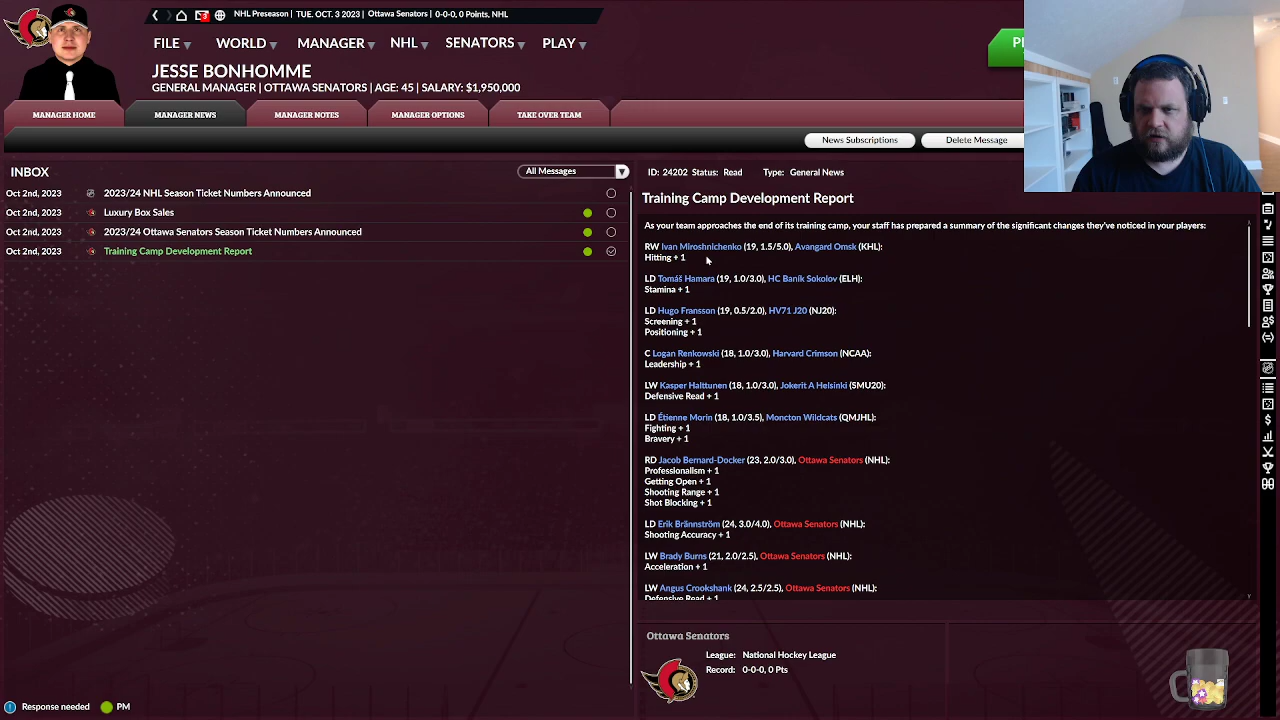 NHL Preseason | TUE. OCT. 3 2023 | Ottawa Senators | 0-0-0, 0 Points, NHL
3
FILE WORLD MANAGER NHL SENATORS PLAY
JESSE BONHOMME
GENERAL MANAGER | OTTAWA SENATORS | AGE: 45 | SALARY: $1,950,000
MANAGER HOME MANAGER NEWS MANAGER NOTES MANAGER OPTIONS TAKE OVER TEAM
News Subscriptions Delete Message
INBOX All Messages
Oct 2nd, 2023 2023/24 NHL Season Ticket Numbers Announced
Oct 2nd, 2023 Luxury Box Sales
Oct 2nd, 2023 2023/24 Ottawa Senators Season Ticket Numbers Announced
Oct 2nd, 2023 Training Camp Development Report
ID: 24202 Status: Read Type: General News
Training Camp Development Report
As your team approaches the end of its training camp, your staff has prepared a summary of the significant changes they've noticed in your players:
RW Ivan Miroshnichenko (19, 1.5/5.0), Avangard Omsk (KHL):
Hitting + 1
LD Tomáš Hamara (19, 1.0/3.0), HC Baník Sokolov (ELH):
Stamina + 1
LD Hugo Fransson (19, 0.5/2.0), HV71 J20 (NJ20):
Screening + 1
Positioning + 1
C Logan Renkowski (18, 1.0/3.0), Harvard Crimson (NCAA):
Leadership + 1
LW Kasper Halttunen (18, 1.0/3.0), Jokerit A Helsinki (SMU20):
Defensive Read + 1
LD Étienne Morin (18, 1.0/3.5), Moncton Wildcats (QMJHL):
Fighting + 1
Bravery + 1
RD Jacob Bernard-Docker (23, 2.0/3.0), Ottawa Senators (NHL):
Professionalism + 1
Getting Open + 1
Shooting Range + 1
Shot Blocking + 1
LD Erik Brännström (24, 3.0/4.0), Ottawa Senators (NHL):
Shooting Accuracy + 1
LW Brady Burns (21, 2.0/2.5), Ottawa Senators (NHL):
Acceleration + 1
LW Angus Crookshank (24, 2.5/2.5), Ottawa Senators (NHL):
Defensive Read + 1
Ottawa Senators
League: National Hockey League
Record: 0-0-0, 0 Pts
Response needed PM